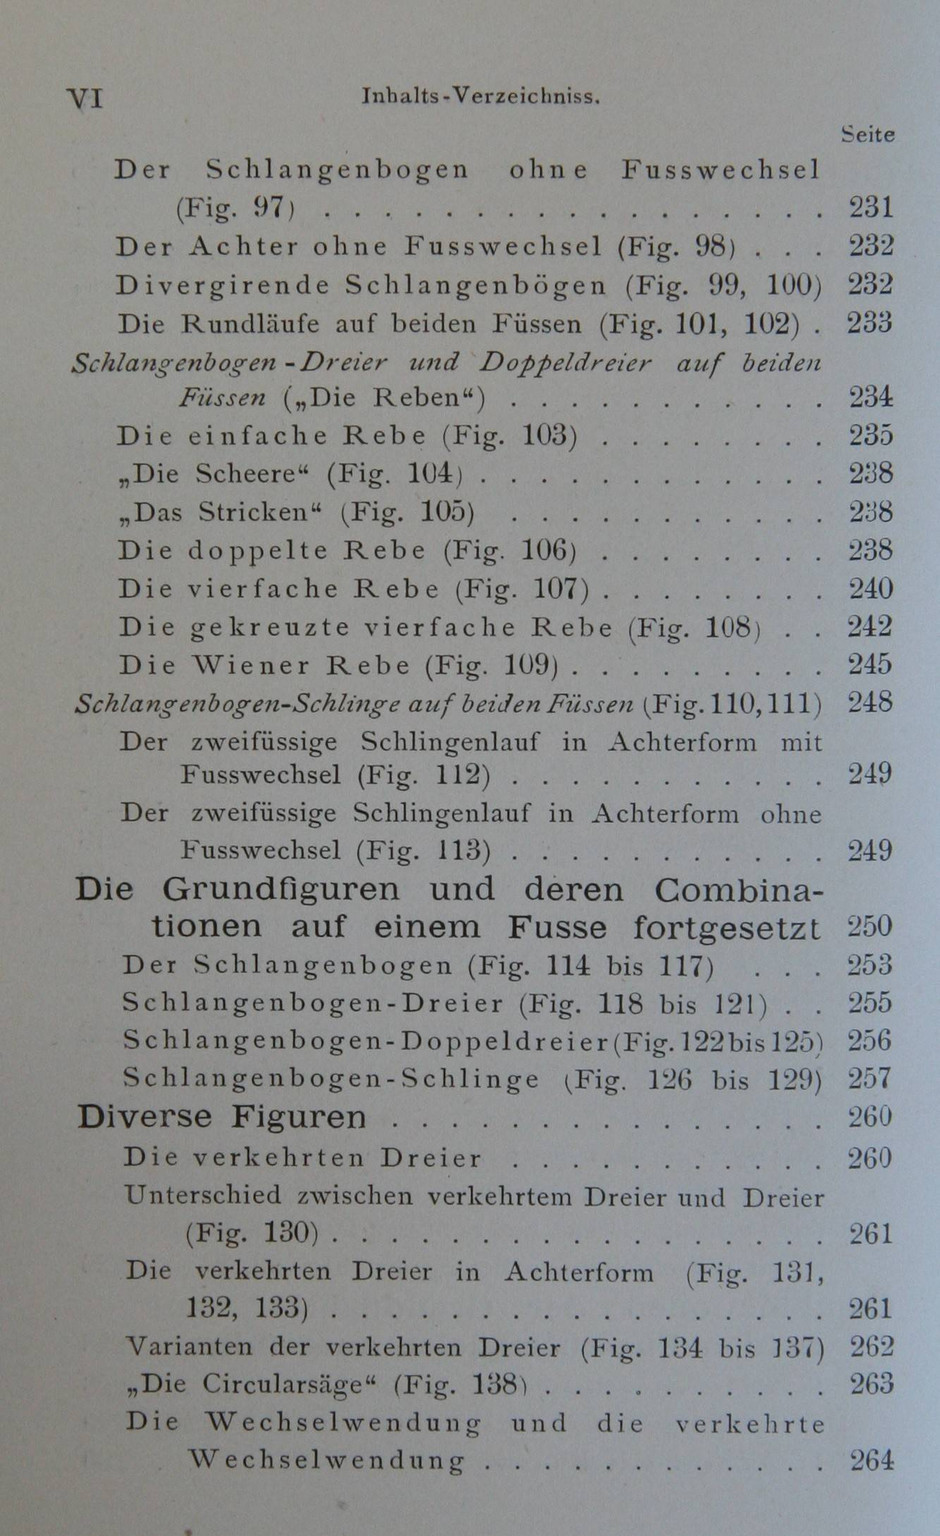 VI Inhalts-Verzeichniss.
Seite
Der Schlangenbogen ohne Fusswechsel
(Fig. 97) . . . . . . . . . . . . . . . . . 231
Der Achter ohne Fusswechsel (Fig. 98) . . . 232
Divergirende Schlangenbögen (Fig. 99, 100) 232
Die Rundläufe auf beiden Füssen (Fig. 101, 102) . 233
Schlangenbogen-Dreier und Doppeldreier auf beiden
Füssen („Die Reben“) . . . . . . . . . . . 234
Die einfache Rebe (Fig. 103) . . . . . . . . 235
„Die Scheere“ (Fig. 104) . . . . . . . . . . . . 238
„Das Stricken“ (Fig. 105) . . . . . . . . . . . 238
Die doppelte Rebe (Fig. 106) . . . . . . . . 238
Die vierfache Rebe (Fig. 107) . . . . . . . . 240
Die gekreuzte vierfache Rebe (Fig. 108) . . 242
Die Wiener Rebe (Fig. 109) . . . . . . . . . 245
Schlangenbogen-Schlinge auf beiden Füssen (Fig. 110, 111) 248
Der zweifüssige Schlingenlauf in Achterform mit
Fusswechsel (Fig. 112) . . . . . . . . . . . 249
Der zweifüssige Schlingenlauf in Achterform ohne
Fusswechsel (Fig. 113) . . . . . . . . . . . 249
Die Grundfiguren und deren Combina-
tionen auf einem Fusse fortgesetzt 250
Der Schlangenbogen (Fig. 114 bis 117) . . . 253
Schlangenbogen-Dreier (Fig. 118 bis 121) . . 255
Schlangenbogen-Doppeldreier (Fig. 122 bis 125) 256
Schlangenbogen-Schlinge (Fig. 126 bis 129) 257
Diverse Figuren . . . . . . . . . . . . . . . 260
Die verkehrten Dreier . . . . . . . . . . . 260
Unterschied zwischen verkehrtem Dreier und Dreier
(Fig. 130) . . . . . . . . . . . . . . . . . 261
Die verkehrten Dreier in Achterform (Fig. 131,
132, 133) . . . . . . . . . . . . . . . . . 261
Varianten der verkehrten Dreier (Fig. 134 bis 137) 262
„Die Circularsäge“ (Fig. 138) . . . . . . . . . . 263
Die Wechselwendung und die verkehrte
Wechselwendung . . . . . . . . . . . . 264